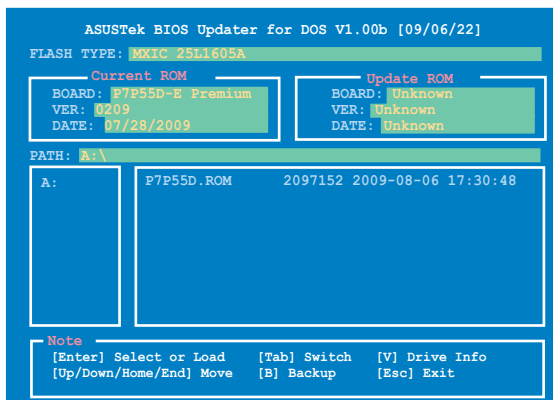 ASUSTek BIOS Updater for DOS V1.00b [09/06/22]
FLASH TYPE: MXIC 25L1605A
Current ROM
BOARD: P7P55D-E Premium
VER: 0209
DATE: 07/28/2009
Update ROM
BOARD: Unknown
VER: Unknown
DATE: Unknown
PATH: A:\
A:
P7P55D.ROM 2097152 2009-08-06 17:30:48
Note
[Enter] Select or Load [Tab] Switch [V] Drive Info
[Up/Down/Home/End] Move [B] Backup [Esc] Exit